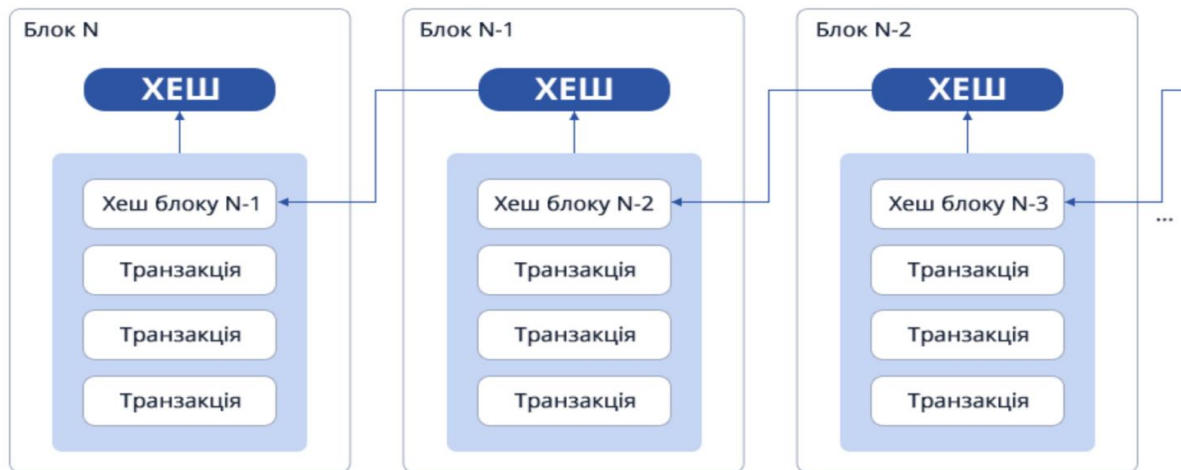 Блок N
ХЕШ
Хеш блоку N-1
Транзакція
Транзакція
Транзакція
Блок N-1
ХЕШ
Хеш блоку N-2
Транзакція
Транзакція
Транзакція
Блок N-2
ХЕШ
Хеш блоку N-3
Транзакція
Транзакція
Транзакція
...